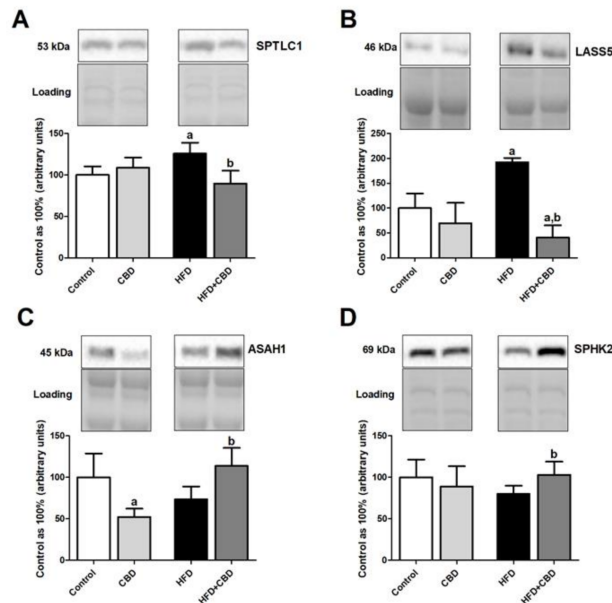 A
53 kDa
SPTLC1
Loading
Control as 100% (arbitrary units)
150
100
50
0
a
b
Control
CBD
HFD
HFD+CBD
B
46 kDa
LASS5
Loading
Control as 100% (arbitrary units)
250
200
150
100
50
0
a
a,b
Control
CBD
HFD
HFD+CBD
C
45 kDa
ASAH1
Loading
Control as 100% (arbitrary units)
150
100
50
0
a
b
Control
CBD
HFD
HFD+CBD
D
69 kDa
SPHK2
Loading
Control as 100% (arbitrary units)
150
100
50
0
b
Control
CBD
HFD
HFD+CBD